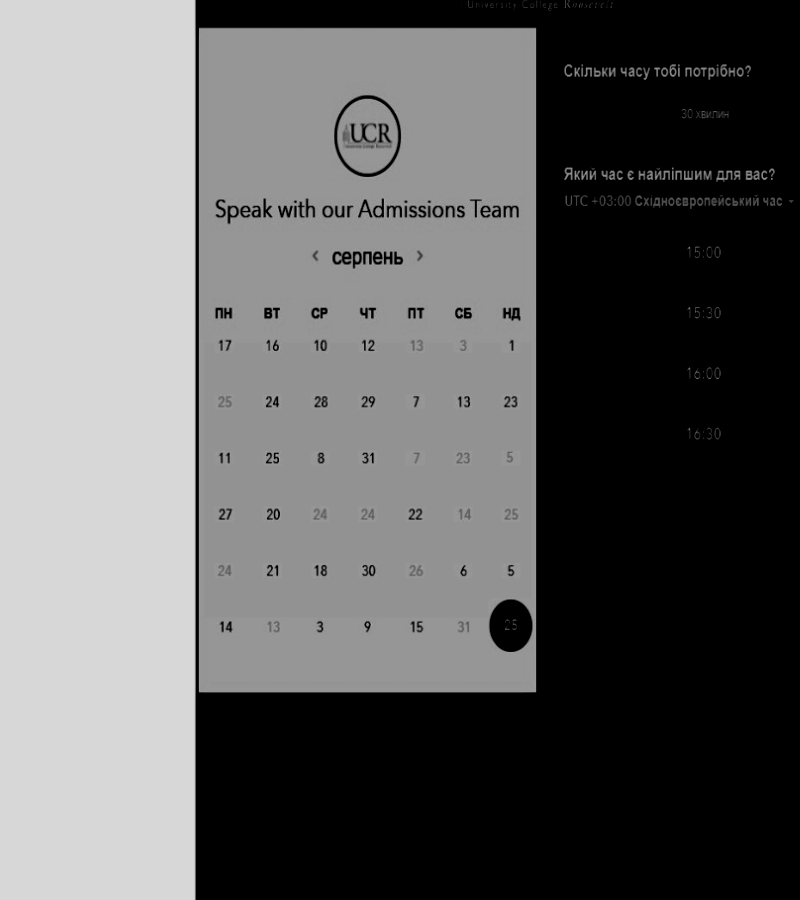 University College Roosevelt
UCR
Speak with our Admissions Team
‹ серпень ›
ПН ВТ СР ЧТ ПТ СБ НД
17 16 10 12 13 3 1
25 24 28 29 7 13 23
11 25 8 31 7 23 5
27 20 24 24 22 14 25
24 21 18 30 26 6 5
14 13 3 9 15 31 25
Скільки часу тобі потрібно?
30 хвилин
Який час є найліпшим для вас?
UTC +03:00 Східноєвропейський час
15:00
15:30
16:00
16:30